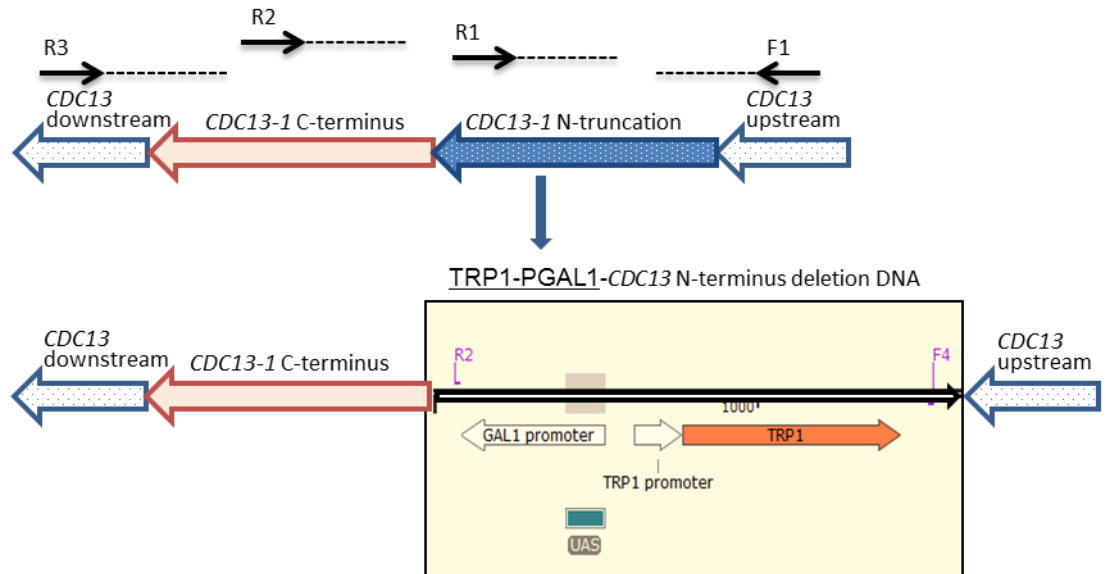 R3
R2
R1
F1
CDC13
downstream
CDC13-1 C-terminus
CDC13-1 N-truncation
CDC13
upstream
TRP1-PGAL1-CDC13 N-terminus deletion DNA
CDC13
downstream
CDC13-1 C-terminus
R2
F4
CDC13
upstream
1000
GAL1 promoter
TRP1
TRP1 promoter
UAS